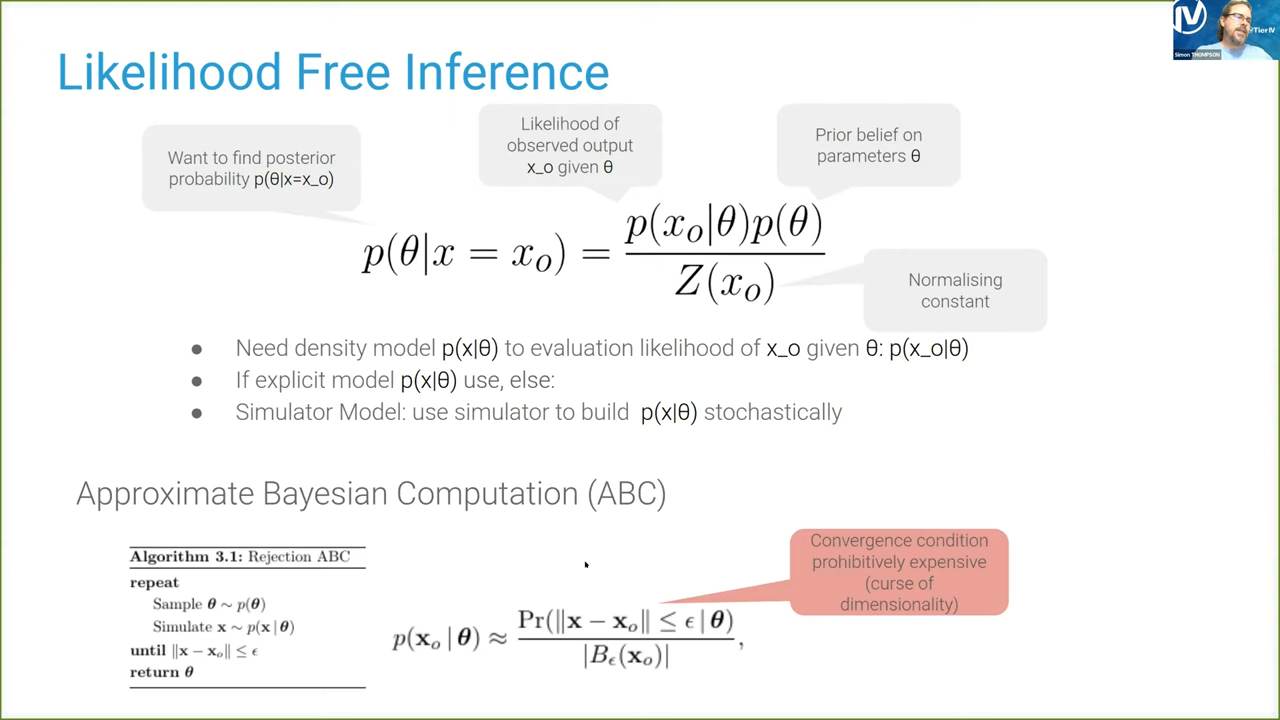 Likelihood Free Inference
Want to find posterior
probability p(θ|x=x_o)
Likelihood of
observed output
x_o given θ
Prior belief on
parameters θ
p(θ|x = x_o) = p(x_o|θ)p(θ) / Z(x_o)
Normalising
constant
● Need density model p(x|θ) to evaluation likelihood of x_o given θ: p(x_o|θ)
● If explicit model p(x|θ) use, else:
● Simulator Model: use simulator to build p(x|θ) stochastically
Approximate Bayesian Computation (ABC)
Algorithm 3.1: Rejection ABC
repeat
Sample θ ∼ p(θ)
Simulate x ∼ p(x | θ)
until ‖x − x_o‖ ≤ ϵ
return θ
p(x_o | θ) ≈ Pr(‖x − x_o‖ ≤ ϵ | θ) / |B_ϵ(x_o)|,
Convergence condition
prohibitively expensive
(curse of
dimensionality)
TierIV
Simon THOMPSON